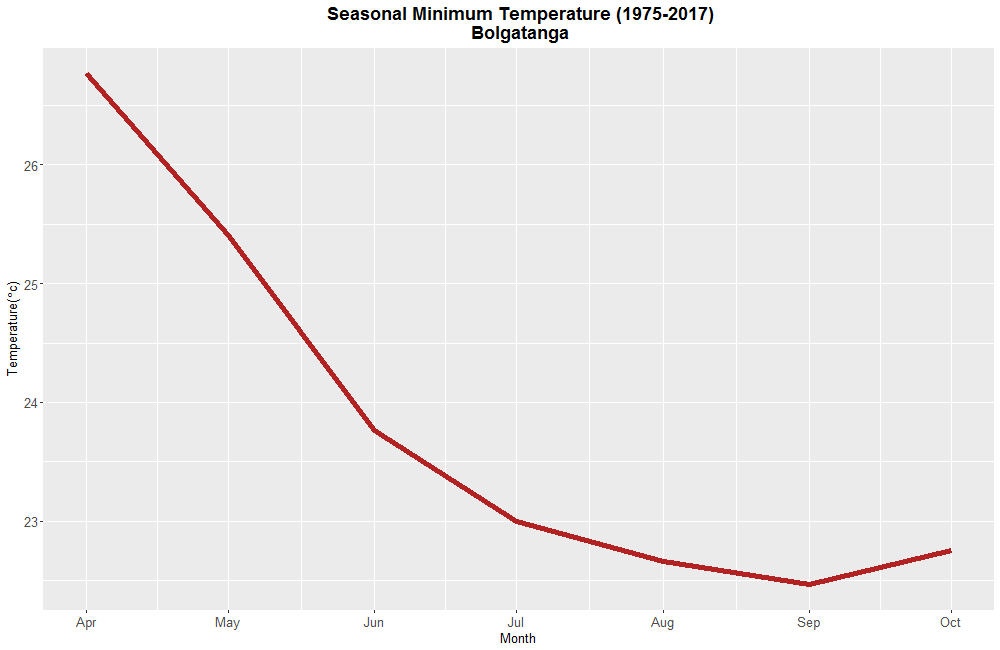 Seasonal Minimum Temperature (1975-2017)
Bolgatanga
Temperature(°c)
26
25
24
23
Apr May Jun Jul Aug Sep Oct
Month